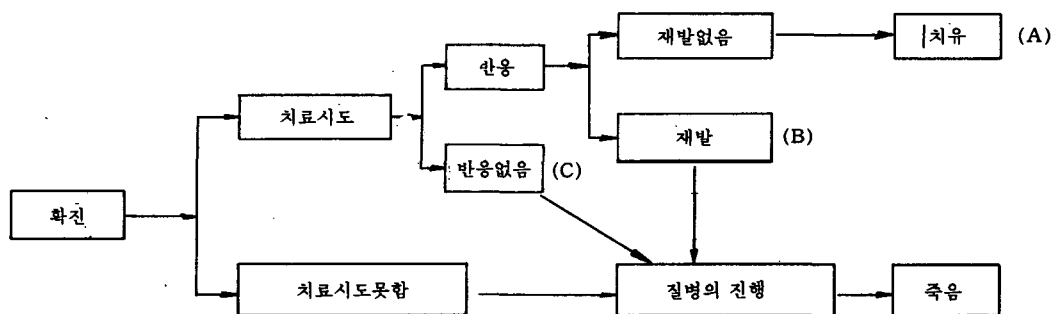 재발없음
치유
(A)
반응
치료시도
재발
(B)
반응없음
(C)
확진
치료시도못함
질병의 진행
죽음